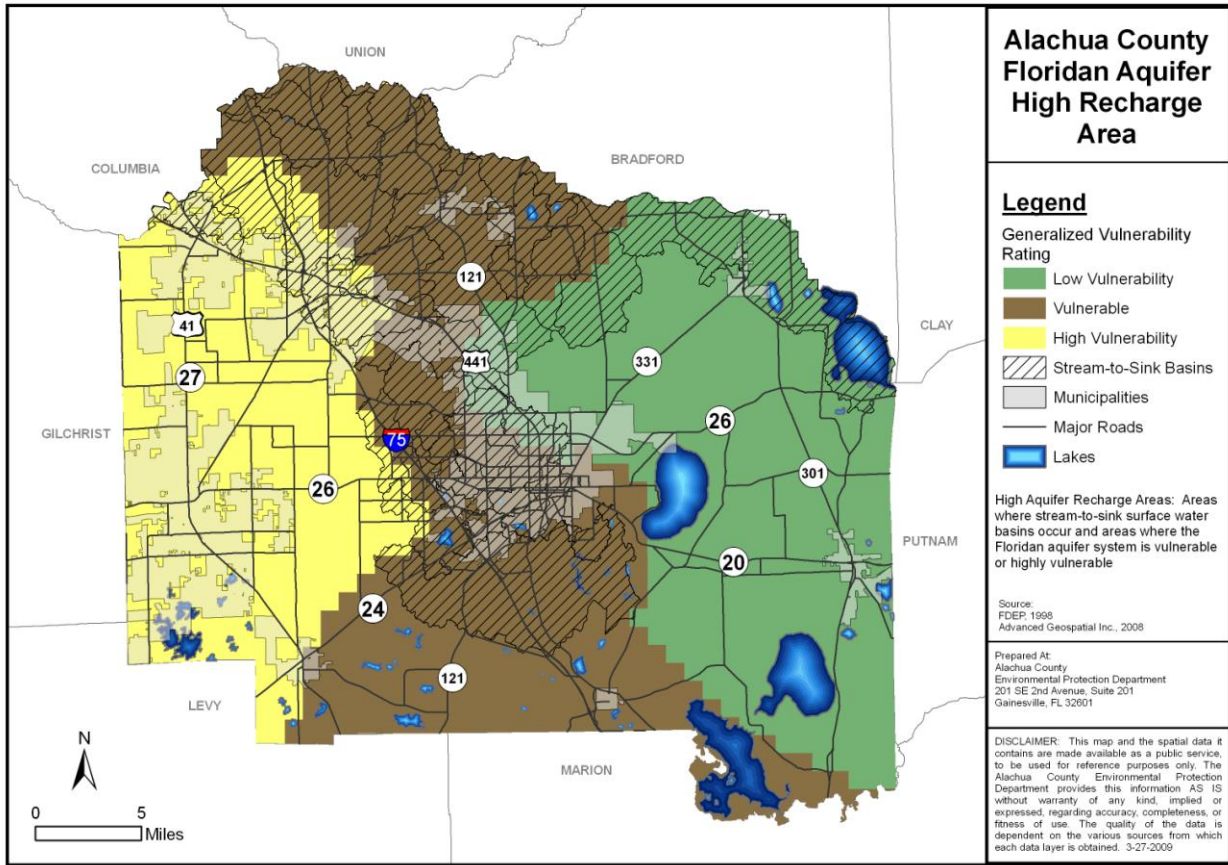 UNION
COLUMBIA
BRADFORD
121
41
CLAY
441
331
27
GILCHRIST
75
26
26
301
PUTNAM
20
24
121
LEVY
N
MARION
0 5
Miles
Alachua County
Floridan Aquifer
High Recharge
Area
Legend
Generalized Vulnerability
Rating
Low Vulnerability
Vulnerable
High Vulnerability
Stream-to-Sink Basins
Municipalities
Major Roads
Lakes
High Aquifer Recharge Areas: Areas
where stream-to-sink surface water
basins occur and areas where the
Floridan aquifer system is vulnerable
or highly vulnerable
Source:
FDEP, 1998
Advanced Geospatial Inc., 2008
Prepared At:
Alachua County
Environmental Protection Department
201 SE 2nd Avenue, Suite 201
Gainesville, FL 32601
DISCLAIMER: This map and the spatial data it
contains are made available as a public service,
to be used for reference purposes only. The
Alachua County Environmental Protection
Department provides this information AS IS
without warranty of any kind, implied or
expressed, regarding accuracy, completeness, or
fitness of use. The quality of the data is
dependent on the various sources from which
each data layer is obtained. 3-27-2009